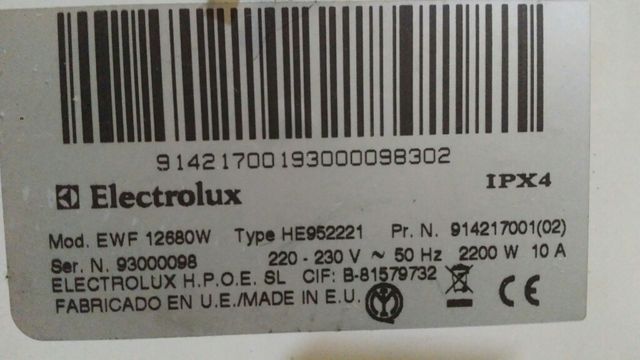 91421700193000098302
Electrolux IPX4
Mod. EWF 12680W Type HE952221 Pr. N. 914217001(02)
Ser. N. 93000098 220 - 230 V ~ 50 Hz 2200 W 10 A
ELECTROLUX H.P.O.E. SL CIF: B-81579732
FABRICADO EN U.E./MADE IN E.U. CE